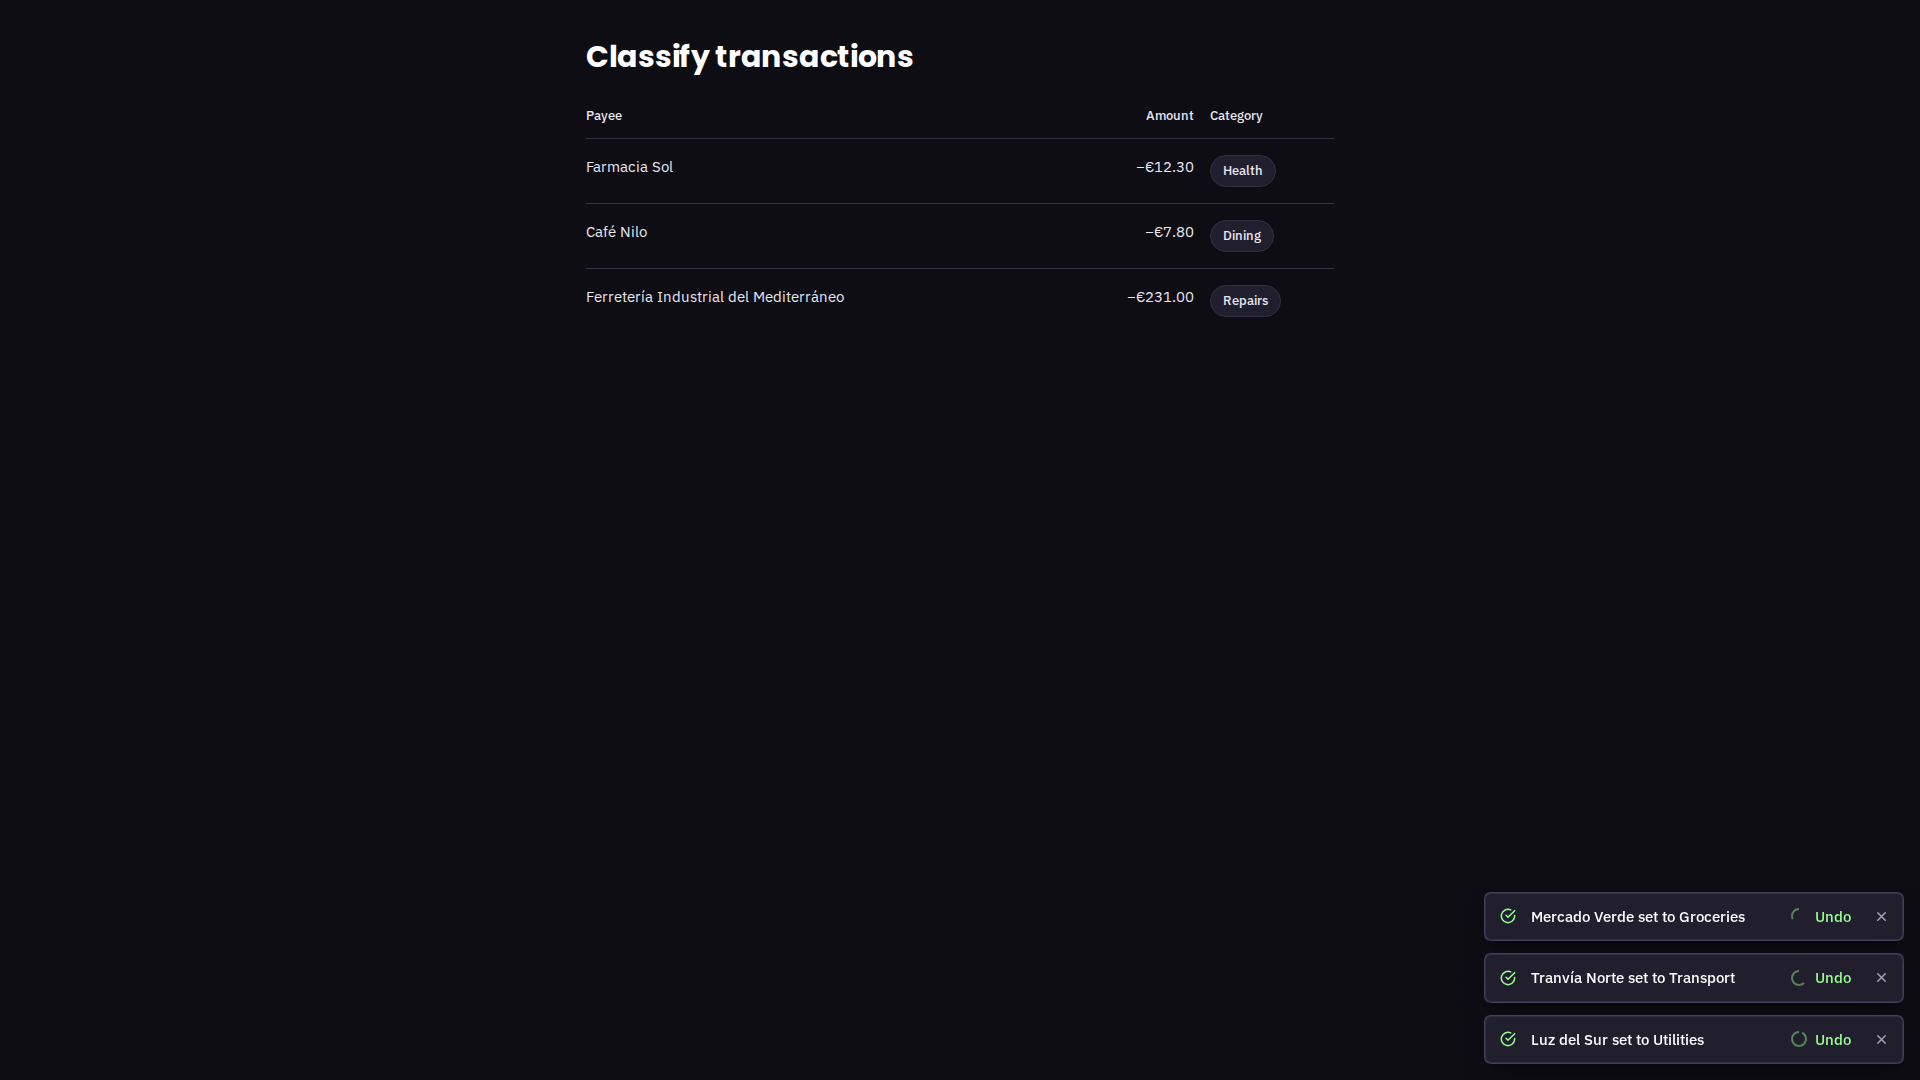 Classify transactions
Payee Amount Category
Farmacia Sol −€12.30 Health
Café Nilo −€7.80 Dining
Ferretería Industrial del Mediterráneo −€231.00 Repairs
Mercado Verde set to Groceries Undo
Tranvía Norte set to Transport Undo
Luz del Sur set to Utilities Undo